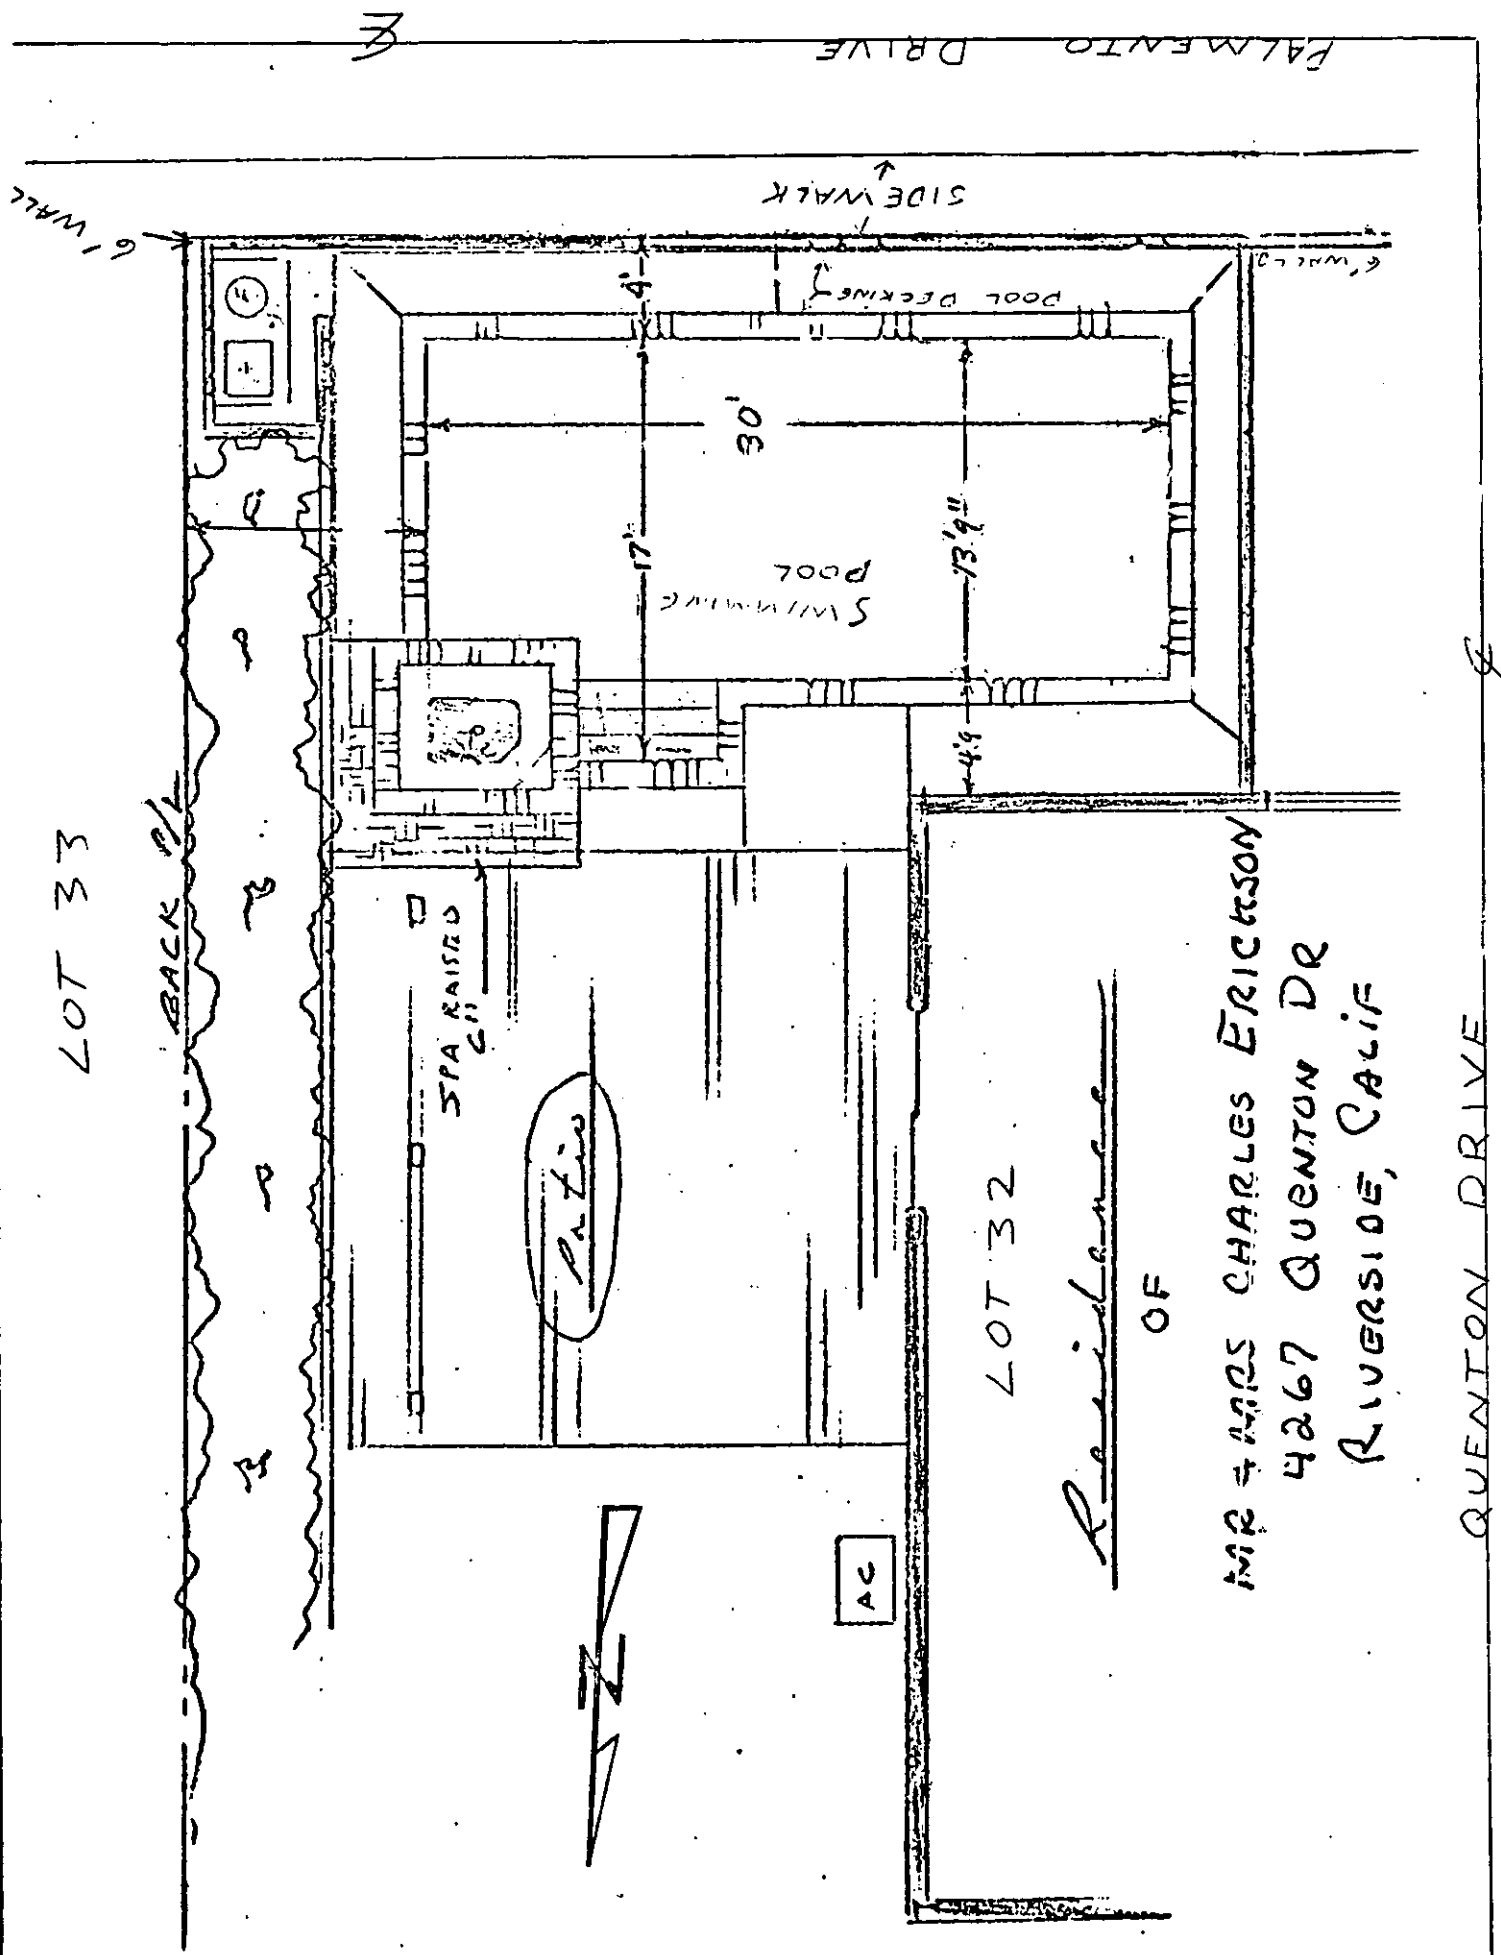 PALMENTO DRIVE
SIDEWALK
6' WALL
6' WALL
POOL DECKING
4'
30'
17'
13'9"
SWIMMING
POOL
4'9
LOT 33
BACK P/L
SPA RAISED
6"
Patio
AC
N
LOT 32
Residence
OF
MR & MRS CHARLES ERICKSON
4267 QUENTON DR
RIVERSIDE, CALIF
QUENTON DRIVE